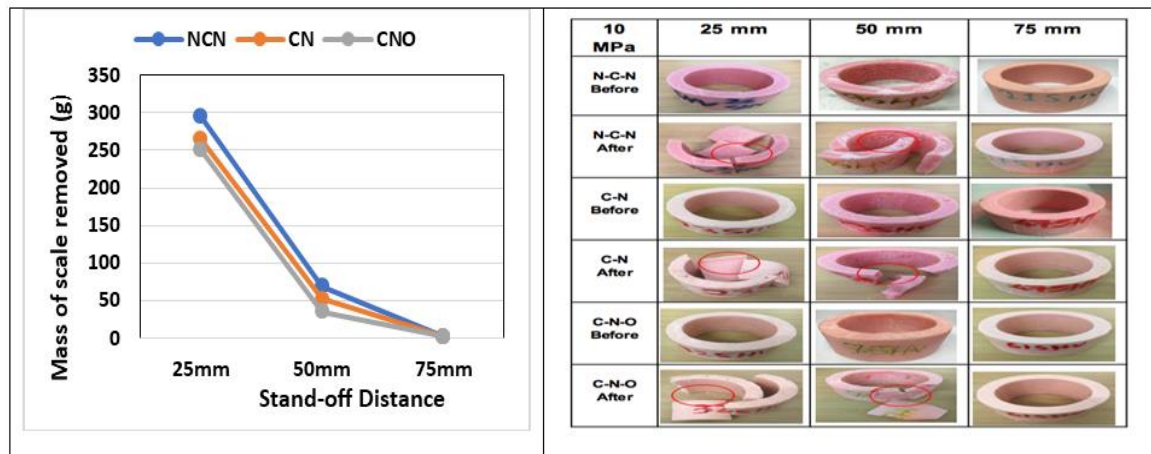 NCN CN CNO
350
300
250
200
150
100
50
0
Mass of scale removed (g)
25mm 50mm 75mm
Stand-off Distance
10 MPa 25 mm 50 mm 75 mm
N-C-N
Before
N-C-N
After
C-N
Before
C-N
After
C-N-O
Before
C-N-O
After